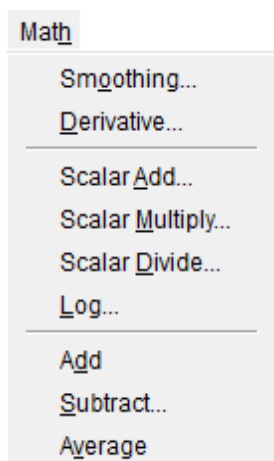 Math
Smoothing...
Derivative...
Scalar Add...
Scalar Multiply...
Scalar Divide...
Log...
Add
Subtract...
Average